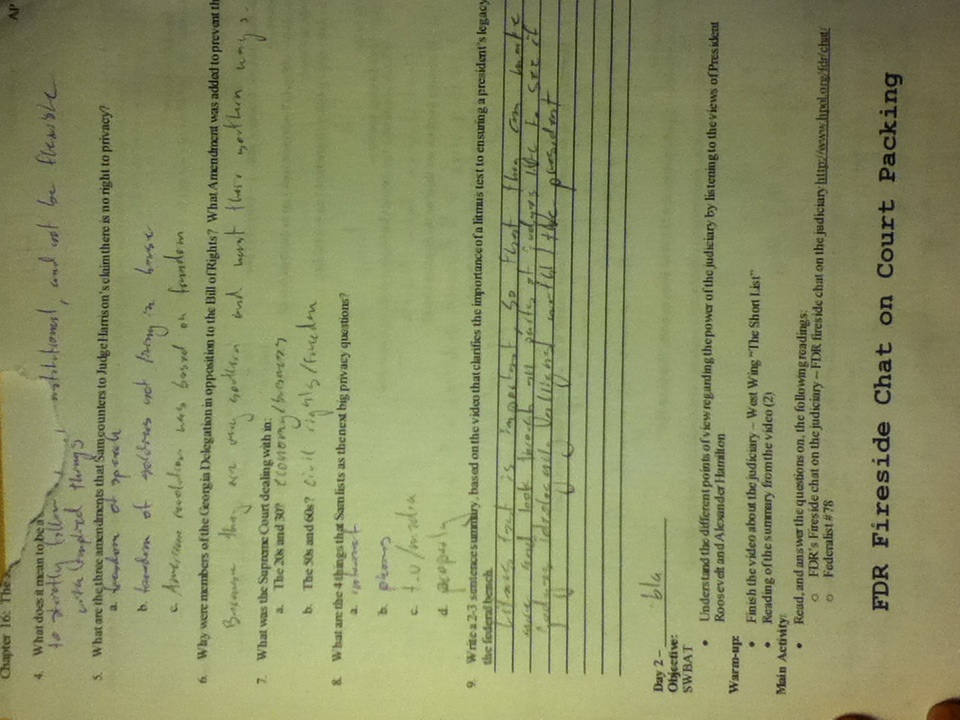 Chapter 16: The
AP
4. What does it mean to be a
to strictly follow , and not be flexible
with implied things
5. What are the three amendments that Sam counters to Judge Harrison's claim there is no right to privacy?
a. freedom of speech
b. freedom of soldiers not living in house
c. American revolution was based on freedom
6. Why were members of the Georgia Delegation in opposition to the Bill of Rights? What Amendment was added to prevent th
Because they are very southern and want their southern ways.
7. What was the Supreme Court dealing with in:
a. The 20s and 30? economy/business
b. The 50s and 60s? civil rights/freedom
8. What are the 4 things that Sam lists as the next big privacy questions?
a. internet
b. phones
c. t.v/media
d. property
9. Write a 2-3 sentence summary, based on the video that clarifies the importance of a litmus test to ensuring a president's legacy
the federal bench.
Litmus test is important, so that they can make
sure and look through all parts of judges life to see if
judges ideology with the president
Day 2 – bla
Objective:
SWBAT
• Understand the different points of view regarding the power of the judiciary by listening to the views of President
Roosevelt and Alexander Hamilton
Warm-up:
• Finish the video about the judiciary – West Wing "The Short List"
• Reading of the summary from the video (2)
Main Activity:
• Read, and answer the questions on, the following readings:
o FDR's Fireside chat on the judiciary – FDR fireside chat on the judiciary http://www.hpol.org/fdr/chat/
o Federalist #78
FDR Fireside Chat on Court Packing